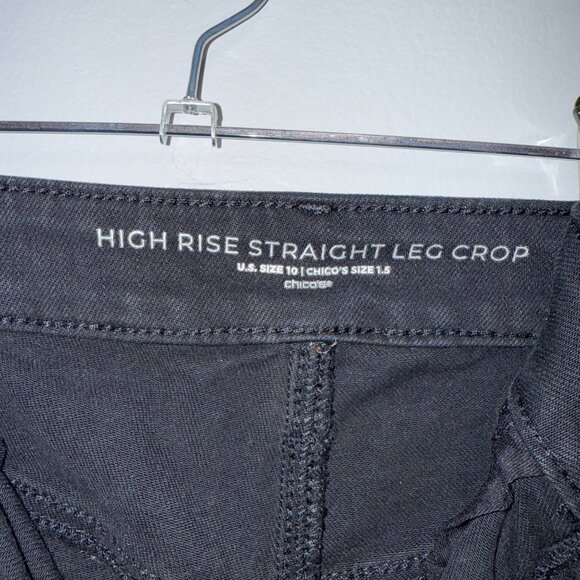 HIGH RISE STRAIGHT LEG CROP
U.S. SIZE 10 | CHICO'S SIZE 1.5
chico's®